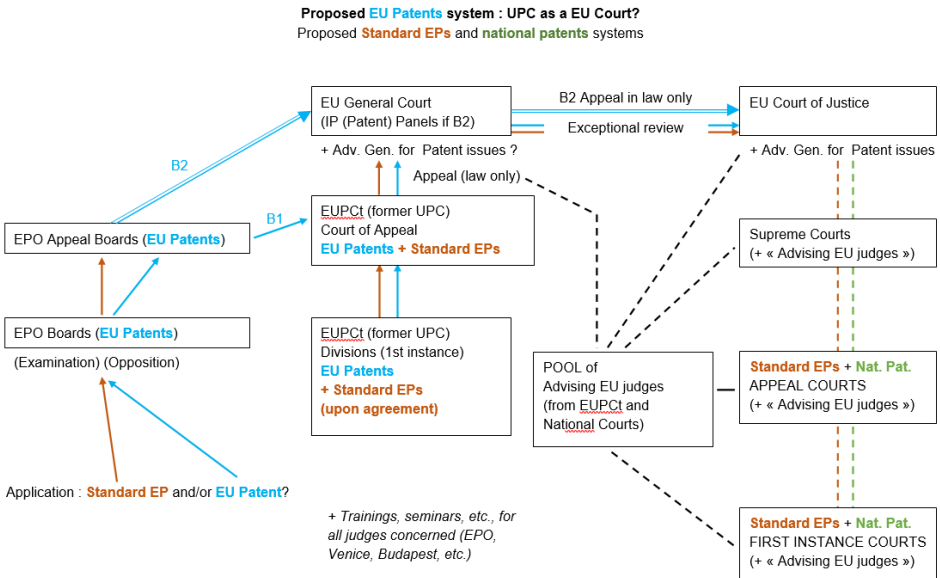 Proposed EU Patents system : UPC as a EU Court?
Proposed Standard EPs and national patents systems
EU General Court
(IP (Patent) Panels if B2)
+ Adv. Gen. for Patent issues ?
Appeal (law only)
B2 Appeal in law only
Exceptional review
EU Court of Justice
+ Adv. Gen. for Patent issues
B2
B1
EPO Appeal Boards (EU Patents)
EUPCt (former UPC)
Court of Appeal
EU Patents + Standard EPs
Supreme Courts
(+ « Advising EU judges »)
EPO Boards (EU Patents)
(Examination) (Opposition)
EUPCt (former UPC)
Divisions (1st instance)
EU Patents
+ Standard EPs
(upon agreement)
POOL of
Advising EU judges
(from EUPCt and
National Courts)
Standard EPs + Nat. Pat.
APPEAL COURTS
(+ « Advising EU judges »)
Application : Standard EP and/or EU Patent?
+ Trainings, seminars, etc., for
all judges concerned (EPO,
Venice, Budapest, etc.)
Standard EPs + Nat. Pat.
FIRST INSTANCE COURTS
(+ « Advising EU judges »)